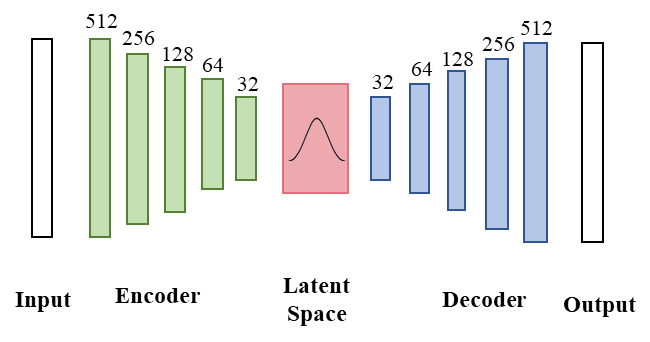 512
256
128
64
32
32
64
128
256
512
Input
Encoder
Latent
Space
Decoder
Output